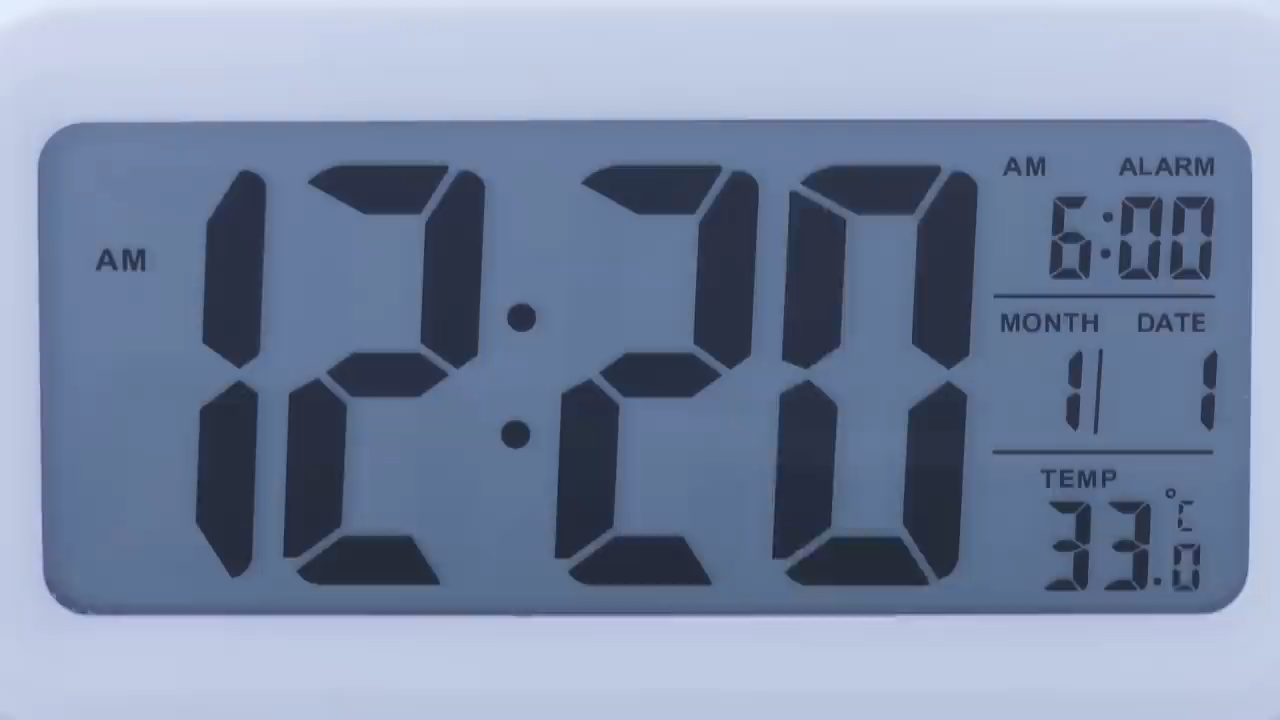 AM 12:20
AM ALARM
6:00
MONTH DATE
1/ 1
TEMP
33.0 °C